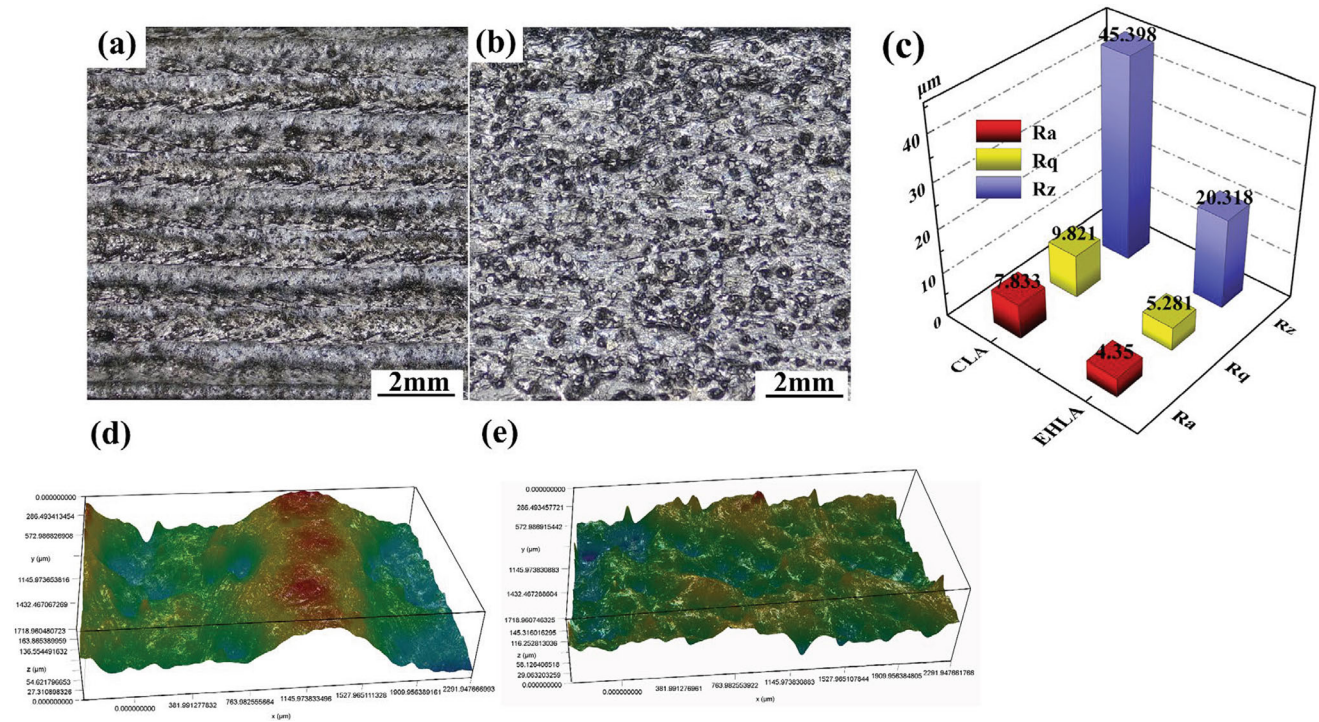 (a)
2mm
(b)
2mm
(c)
μm
40
30
20
10
0
Ra
Rq
Rz
45.398
9.821
7.833
20.318
5.281
4.35
CLA
EHLA
Ra
Rq
Rz
(d)
0.000000000
286.493413454
572.986826908
y (μm)
1145.973653816
1432.467067269
1718.960480723
163.865389959
136.554491632
z (μm)
54.621796653
27.310898326
0.000000000
0.000000000
381.991277832
763.982555664
1145.973833496
1527.965111328
1909.956389161
2291.947666993
x (μm)
(e)
0.000000000
286.493457721
572.986915442
y (μm)
1145.973830883
1432.467288604
1718.960746325
145.316016295
116.252813036
z (μm)
58.126406518
29.063203259
0.000000000
0.000000000
381.991276961
763.982553922
1145.973830883
1527.965107844
1909.956384805
2291.947661766
x (μm)